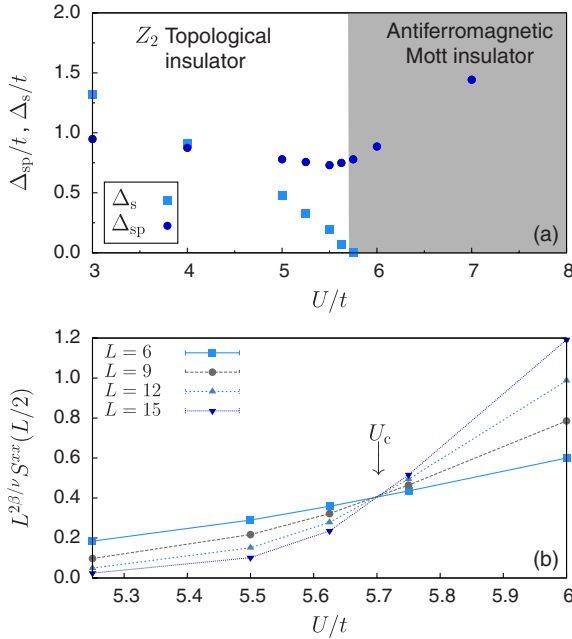 Z₂ Topological
insulator
Antiferromagnetic
Mott insulator
2.0
1.5
1.0
0.5
0.0
Δsp/t , Δs/t
Δs
Δsp
(a)
3 4 5 6 7 8
U/t
1.2
1.0
0.8
0.6
0.4
0.2
0.0
L^{2β/ν} S^{xx}(L/2)
L = 6
L = 9
L = 12
L = 15
Uc
(b)
5.3 5.4 5.5 5.6 5.7 5.8 5.9 6
U/t